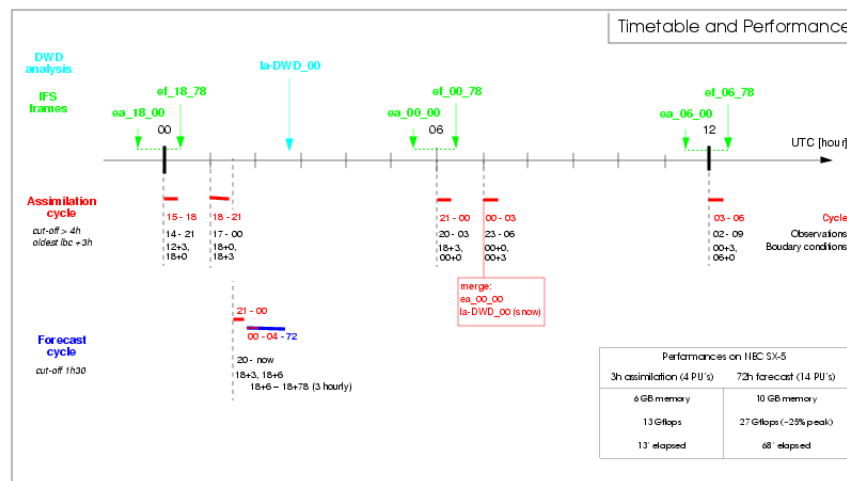 Timetable and Performance
DWD
analysis
la-DWD_00
IFS
frames
ea_18_00
ef_18_78
ea_00_00
ef_00_78
ea_06_00
ef_06_78
00
06
12
UTC [hour]
Assimilation
cycle
cut-off > 4h
oldest lbc +3h
15 - 18
14 - 21
12+3,
18+0
18 - 21
17 - 00
18+0,
18+3
21 - 00
20 - 03
18+3,
00+0
00 - 03
23 - 06
00+0,
00+3
03 - 06
02 - 09
00+3,
06+0
Cycle
Observations
Boudary conditions
merge:
ea_00_00
la-DWD_00 (snow)
Forecast
cycle
cut-off 1h30
21 - 00
00 - 04 - 72
20 - now
18+3, 18+6
18+6 – 18+78 (3 hourly)
Performances on NEC SX-5
3h assimilation (4 PU's)
72h forecast (14 PU's)
6 GB memory
10 GB memory
13 Gflops
27 Gflops (~25% peak)
13' elapsed
68' elapsed